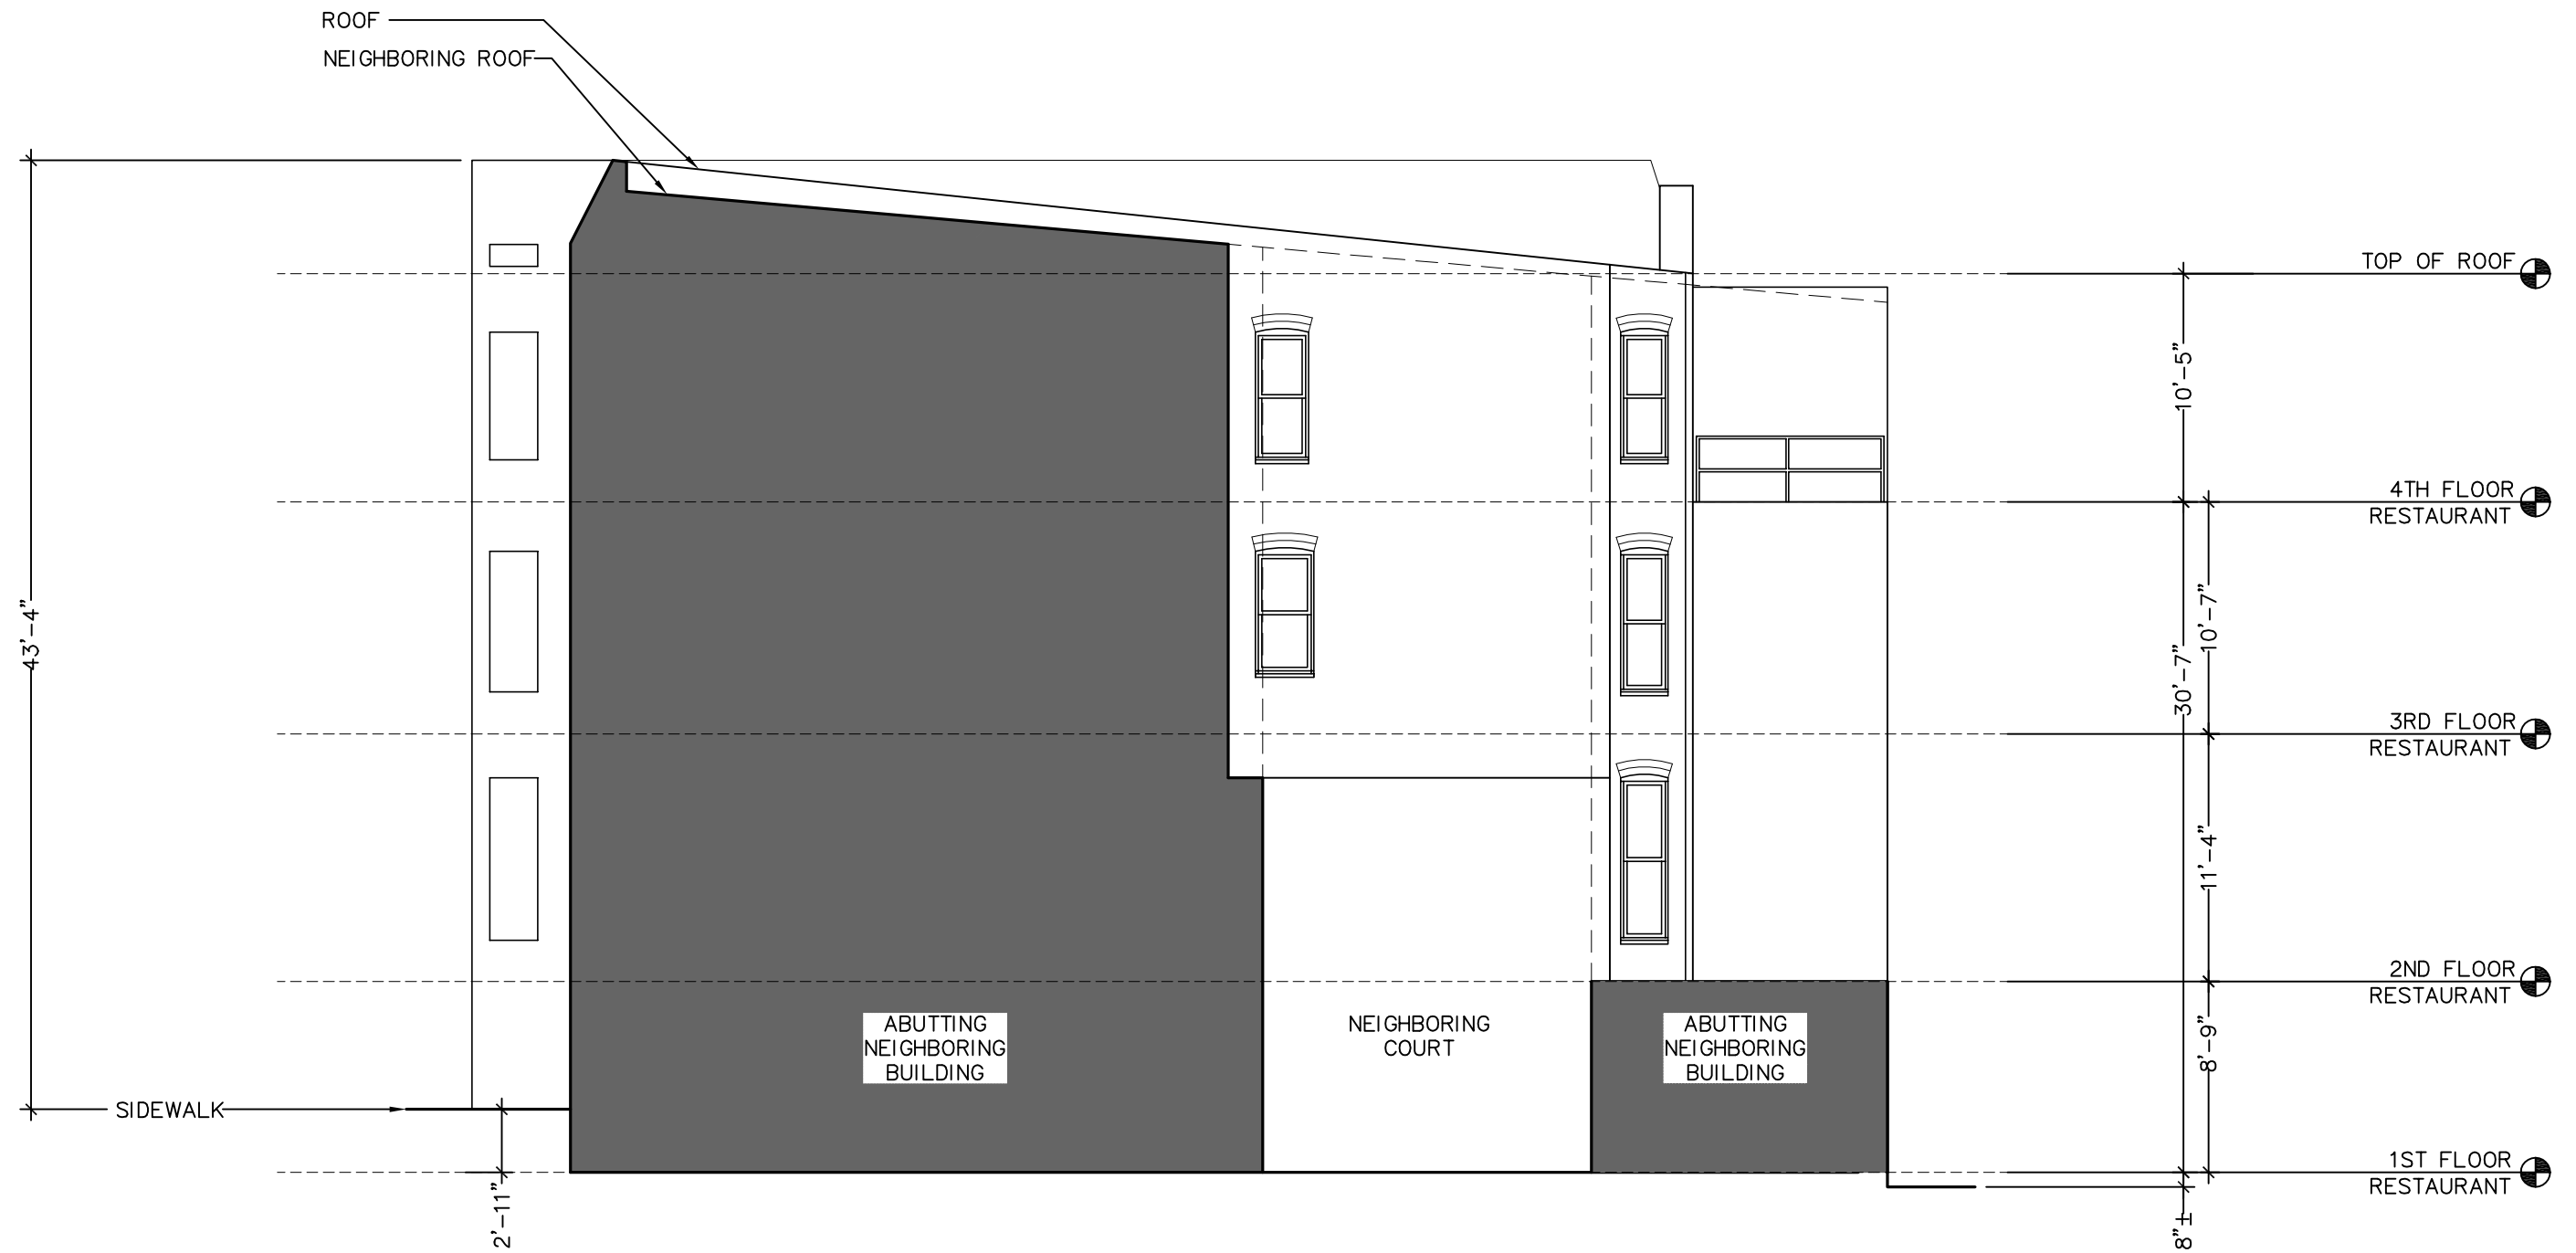 ROOF
NEIGHBORING ROOF
TOP OF ROOF
10'-5"
4TH FLOOR
RESTAURANT
43'-4"
10'-7"
30'-7"
3RD FLOOR
RESTAURANT
11'-4"
2ND FLOOR
RESTAURANT
ABUTTING
NEIGHBORING
BUILDING
NEIGHBORING
COURT
ABUTTING
NEIGHBORING
BUILDING
8'-9"
SIDEWALK
1ST FLOOR
RESTAURANT
2'-11"
8"±